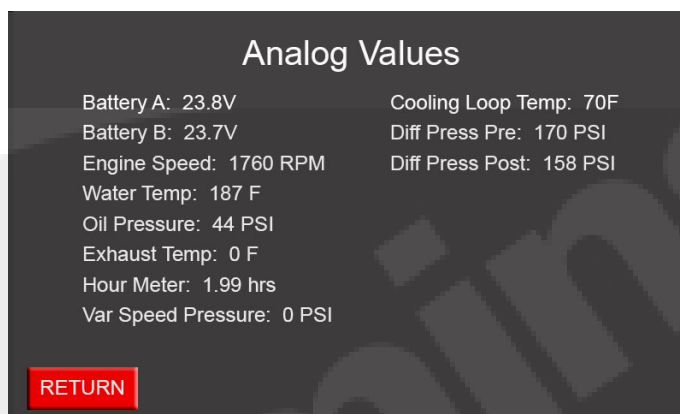 Analog Values
Battery A: 23.8V
Battery B: 23.7V
Engine Speed: 1760 RPM
Water Temp: 187 F
Oil Pressure: 44 PSI
Exhaust Temp: 0 F
Hour Meter: 1.99 hrs
Var Speed Pressure: 0 PSI
Cooling Loop Temp: 70F
Diff Press Pre: 170 PSI
Diff Press Post: 158 PSI
RETURN